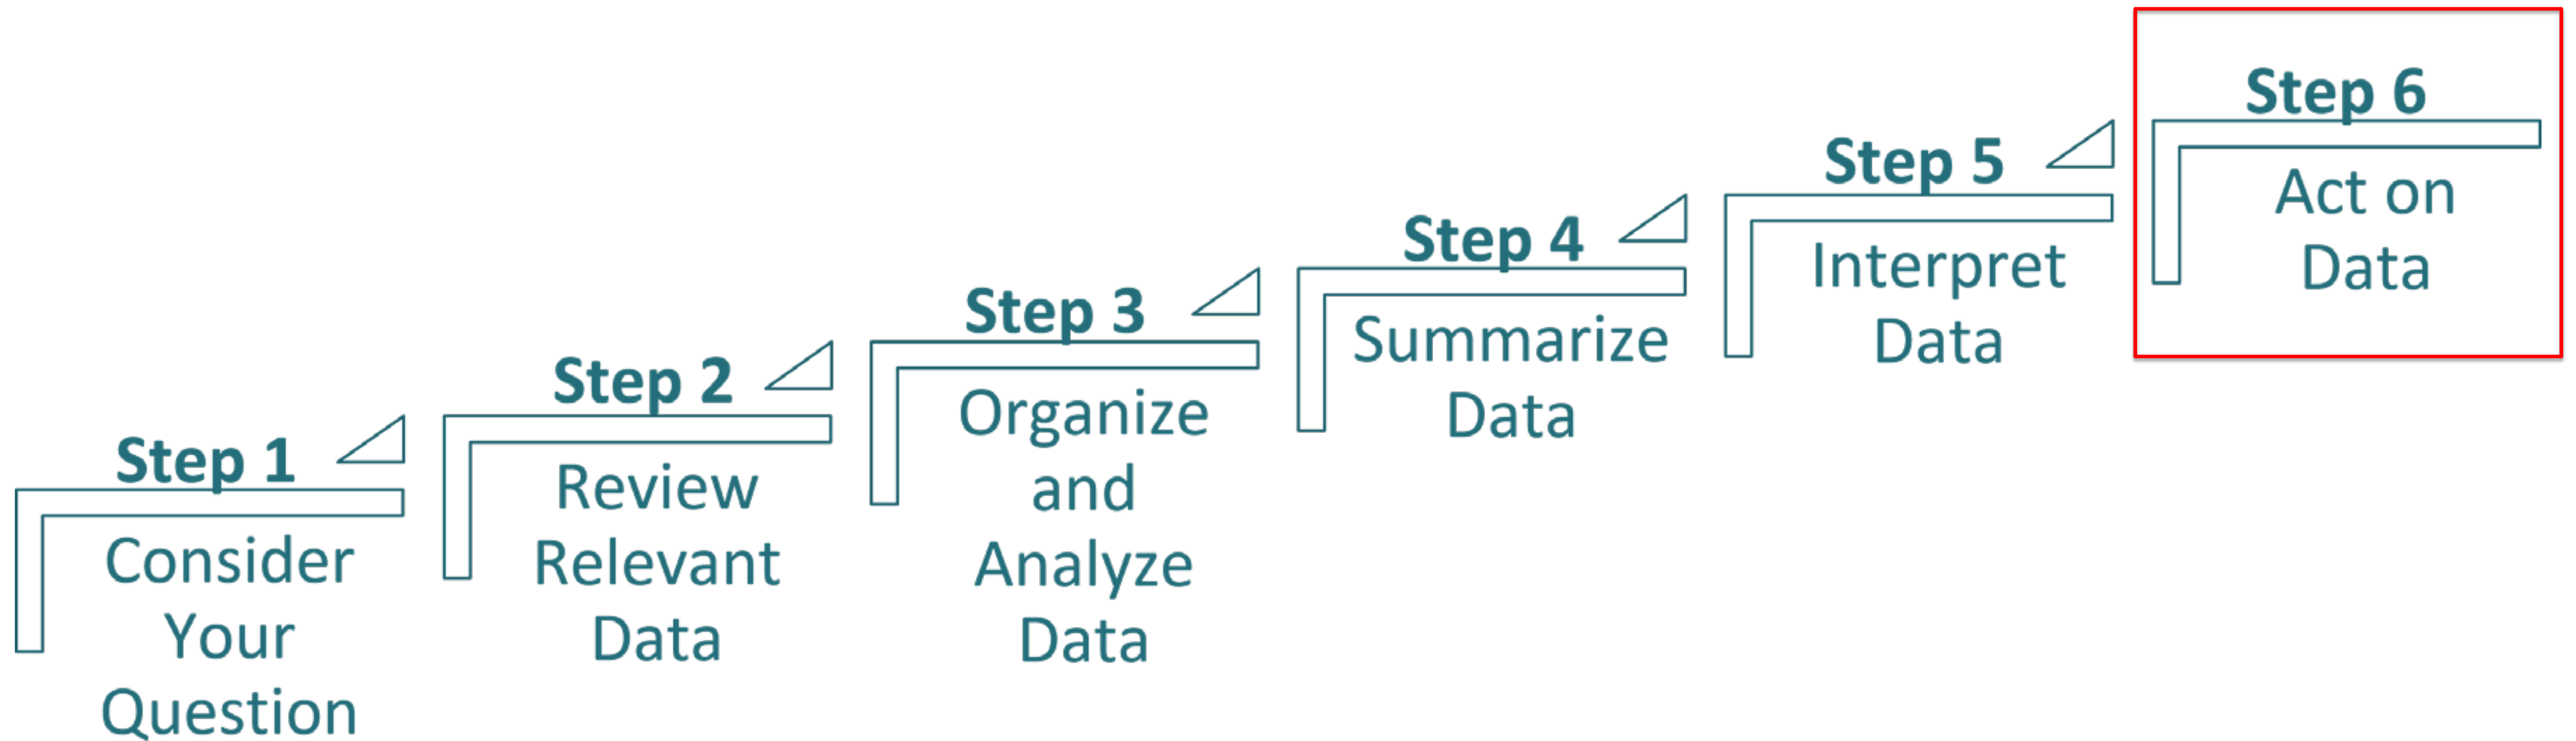 Step 1
Consider
Your
Question
Step 2
Review
Relevant
Data
Step 3
Organize
and
Analyze
Data
Step 4
Summarize
Data
Step 5
Interpret
Data
Step 6
Act on
Data